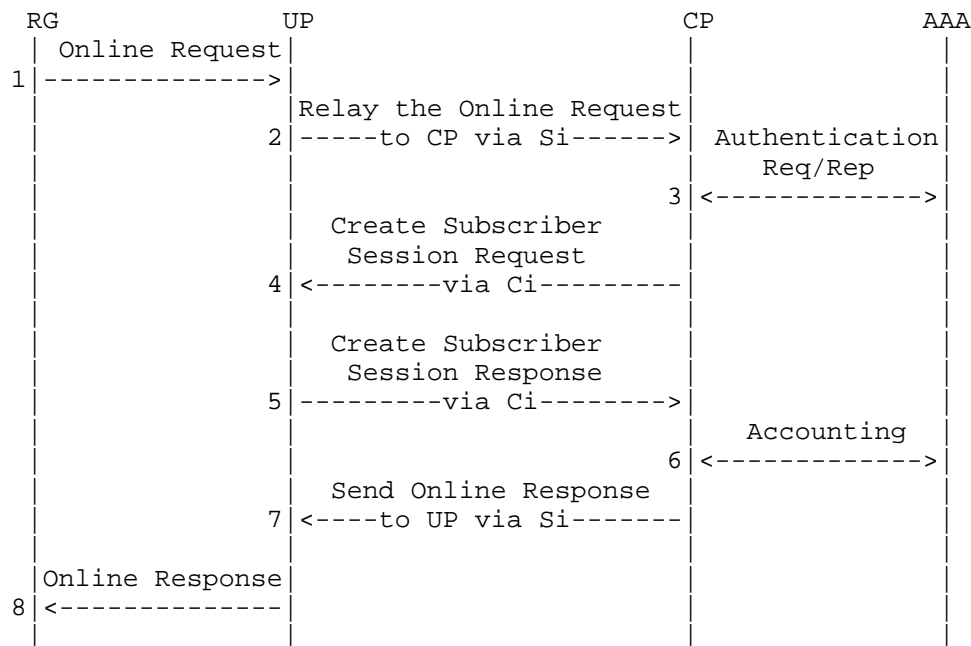 RG                UP                          CP               AAA
|  Online Request|                          |                |
1|--------------->|                          |                |
|                |Relay the Online Request  |                |
|               2|-----to CP via Si------>| Authentication|
|                |                          |    Req/Rep     |
|                |                         3|<------------->|
|                |  Create Subscriber       |                |
|                |   Session Request        |                |
|               4|<--------via Ci---------|                |
|                |                          |                |
|                |  Create Subscriber       |                |
|                |   Session Response       |                |
|               5|---------via Ci-------->|                |
|                |                          |   Accounting   |
|                |                         6|<------------->|
|                |  Send Online Response    |                |
|               7|<----to UP via Si-------|                |
|                |                          |                |
|Online Response|                          |                |
8|<--------------|                          |                |
|                |                          |                |